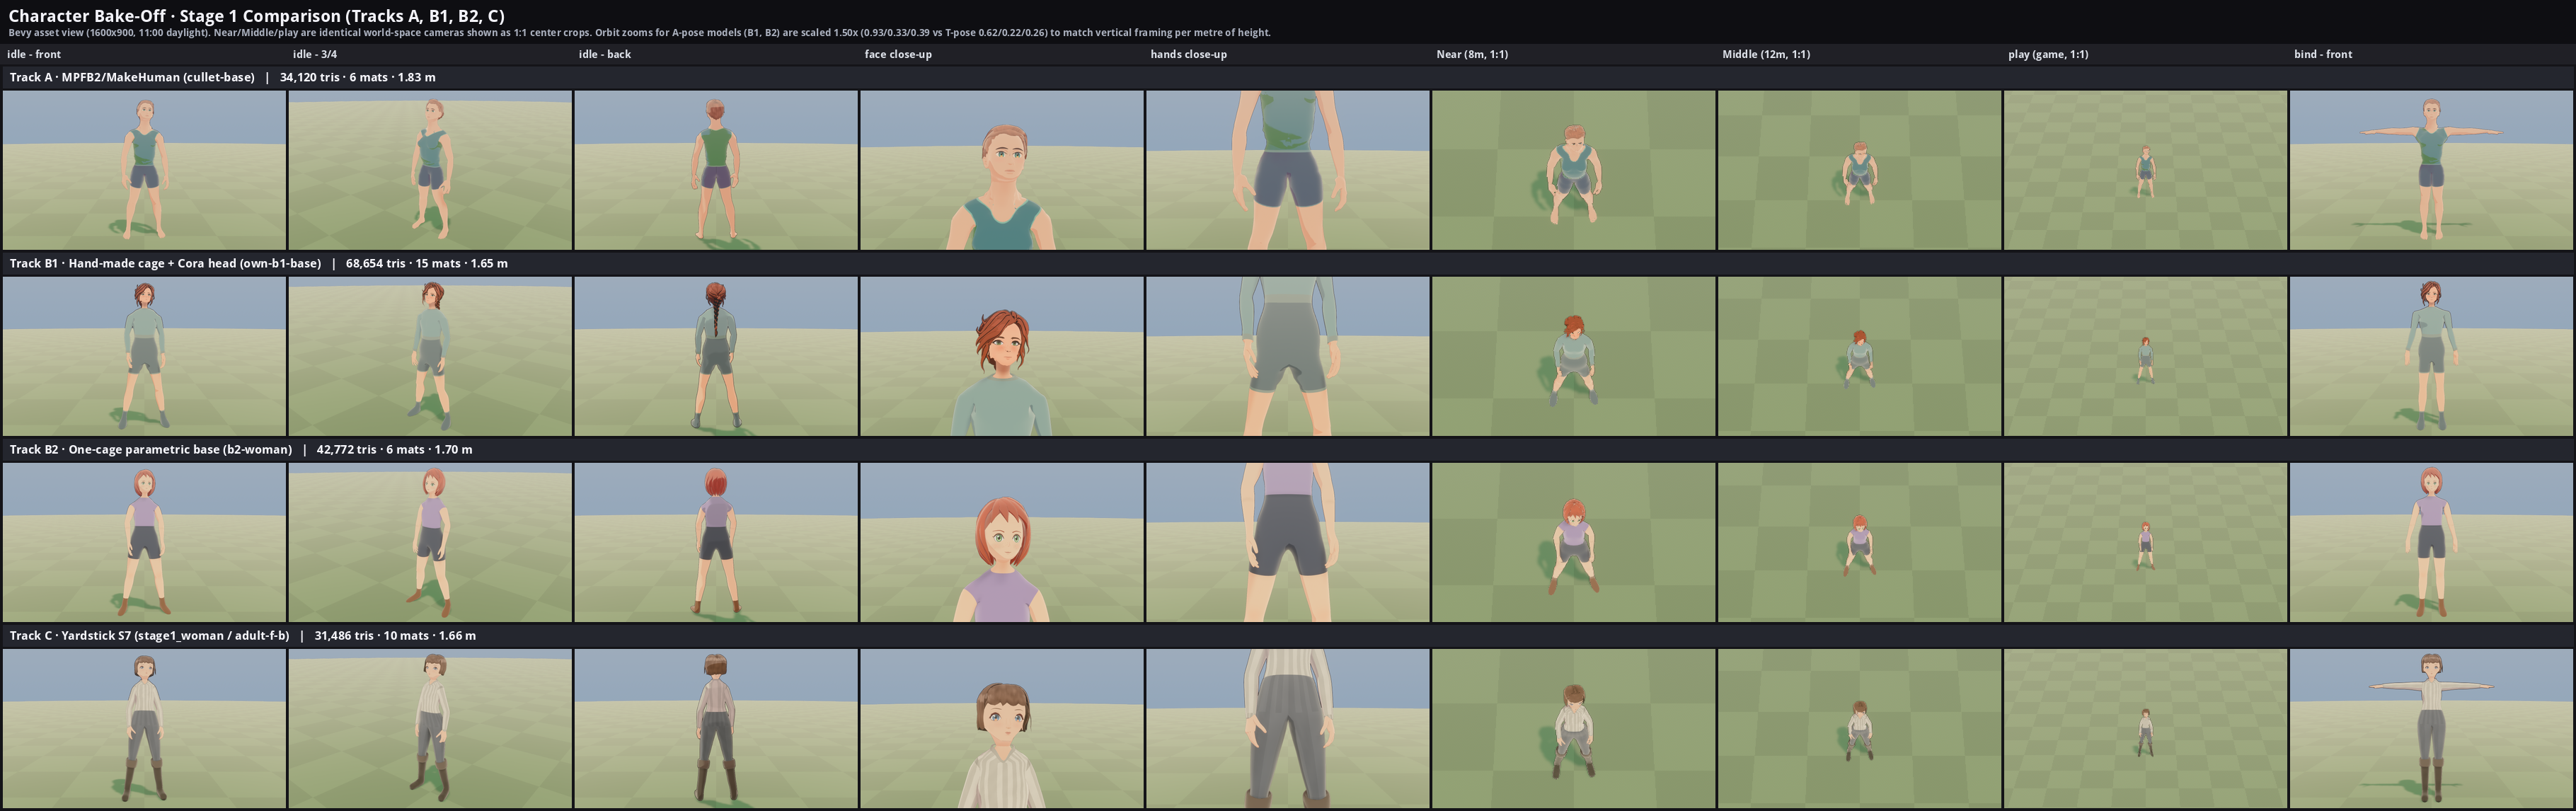 Character Bake-Off · Stage 1 Comparison (Tracks A, B1, B2, C)
Bevy asset view (1600x900, 11:00 daylight). Near/Middle/play are identical world-space cameras shown as 1:1 center crops. Orbit zooms for A-pose models (B1, B2) are scaled 1.50x (0.93/0.33/0.39 vs T-pose 0.62/0.22/0.26) to match vertical framing per metre of height.
idle - front idle - 3/4 idle - back face close-up hands close-up Near (8m, 1:1) Middle (12m, 1:1) play (game, 1:1) bind - front
Track A · MPFB2/MakeHuman (cullet-base) | 34,120 tris · 6 mats · 1.83 m
Track B1 · Hand-made cage + Cora head (own-b1-base) | 68,654 tris · 15 mats · 1.65 m
Track B2 · One-cage parametric base (b2-woman) | 42,772 tris · 6 mats · 1.70 m
Track C · Yardstick S7 (stage1_woman / adult-f-b) | 31,486 tris · 10 mats · 1.66 m